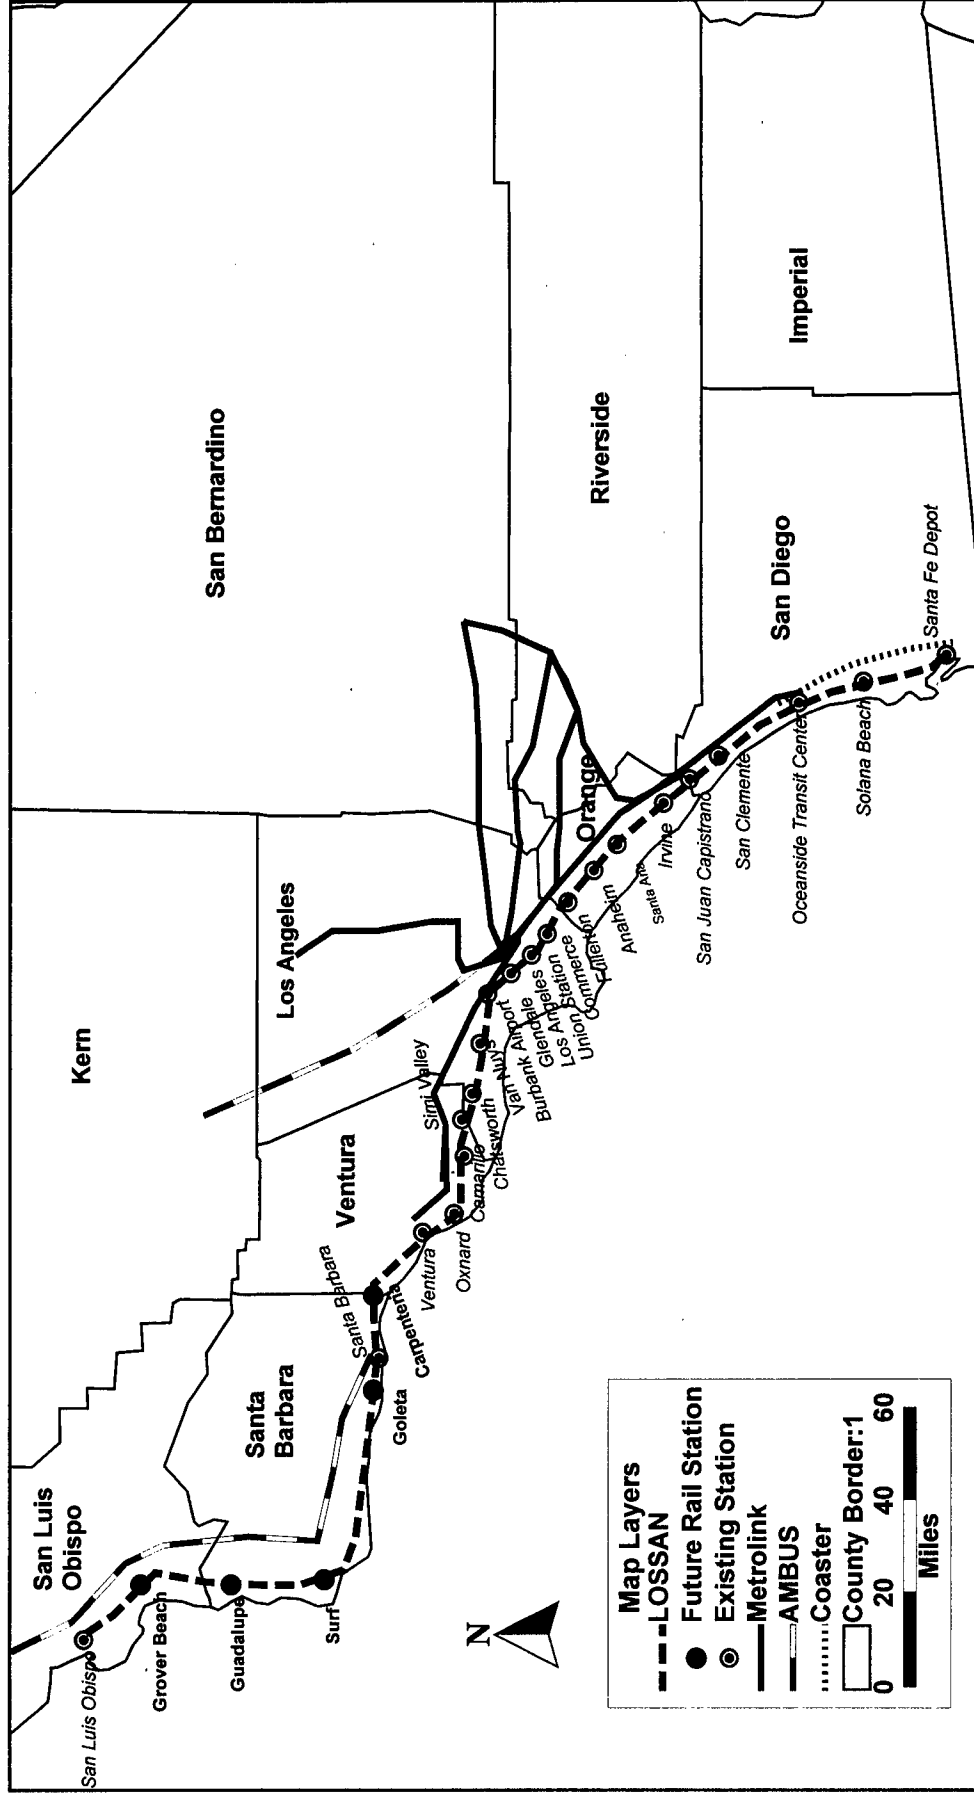 San Luis
Obispo
Kern
San Bernardino
Los Angeles
Santa
Barbara
Ventura
Orange
Riverside
San Diego
Imperial
San Luis Obispo
Grover Beach
Guadalupe
Surf
Goleta
Santa Barbara
Carpenteria
Ventura
Oxnard
Camarillo
Simi Valley
Chatsworth
Van Nuys
Burbank Airport
Glendale
Los Angeles
Union Station
Commerce
Fullerton
Anaheim
Santa Ana
Irvine
San Juan Capistrano
San Clemente
Oceanside Transit Center
Solana Beach
Santa Fe Depot
N
Map Layers
LOSSAN
Future Rail Station
Existing Station
Metrolink
AMBUS
Coaster
County Border:1
0 20 40 60
Miles